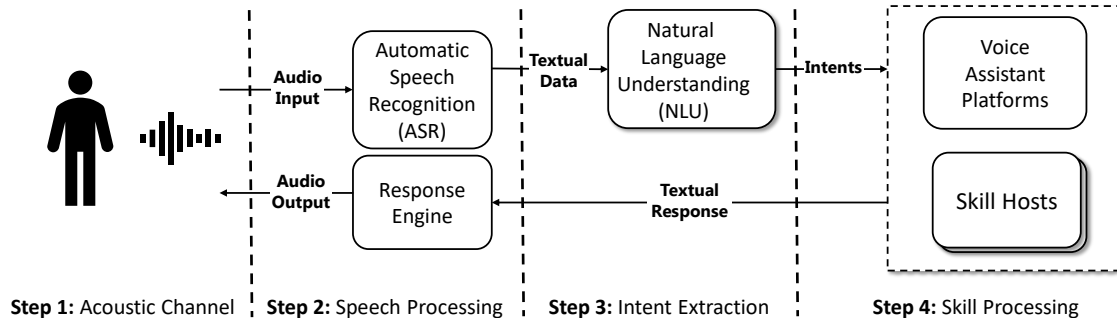 Audio
Input
Automatic
Speech
Recognition
(ASR)
Textual
Data
Natural
Language
Understanding
(NLU)
Intents
Voice
Assistant
Platforms
Audio
Output
Response
Engine
Textual
Response
Skill Hosts
Step 1: Acoustic Channel
Step 2: Speech Processing
Step 3: Intent Extraction
Step 4: Skill Processing